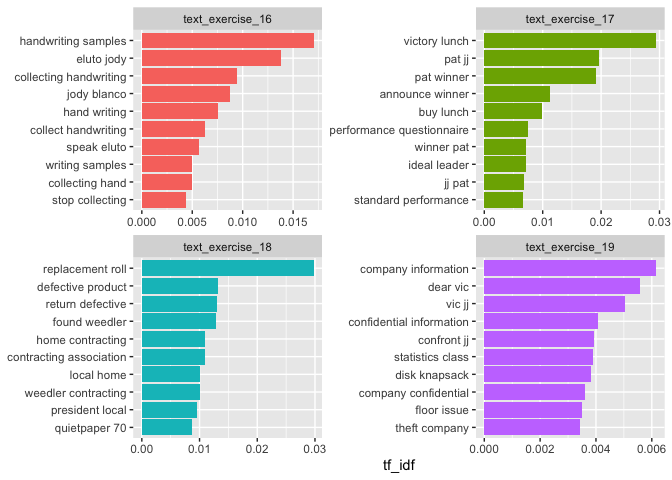 text_exercise_16
handwriting samples
eluto jody
collecting handwriting
jody blanco
hand writing
collect handwriting
speak eluto
writing samples
collecting hand
stop collecting
0.000 0.005 0.010 0.015
text_exercise_17
victory lunch
pat jj
pat winner
announce winner
buy lunch
performance questionnaire
winner pat
ideal leader
jj pat
standard performance
0.00 0.01 0.02 0.03
text_exercise_18
replacement roll
defective product
return defective
found weedler
home contracting
contracting association
local home
weedler contracting
president local
quietpaper 70
0.00 0.01 0.02 0.03
text_exercise_19
company information
dear vic
vic jj
confidential information
confront jj
statistics class
disk knapsack
company confidential
floor issue
theft company
0.000 0.002 0.004 0.006
tf_idf